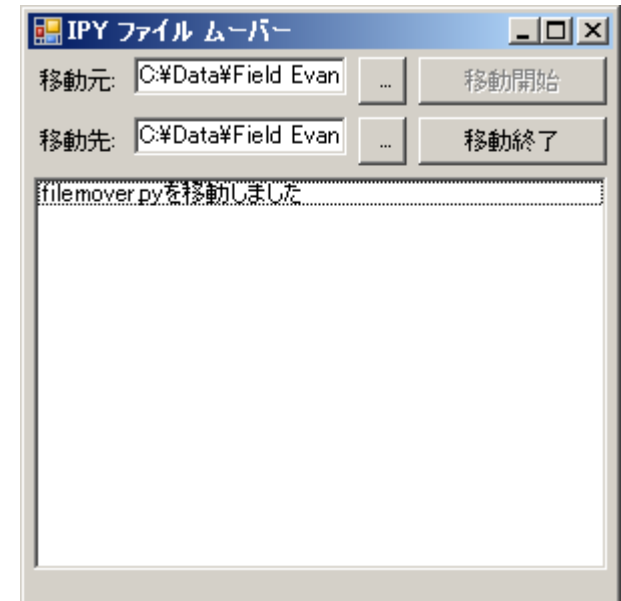 IPY ファイル ムーバー
移動元: C:¥Data¥Field Evan ... 移動開始
移動先: C:¥Data¥Field Evan ... 移動終了
filemover.pyを移動しました